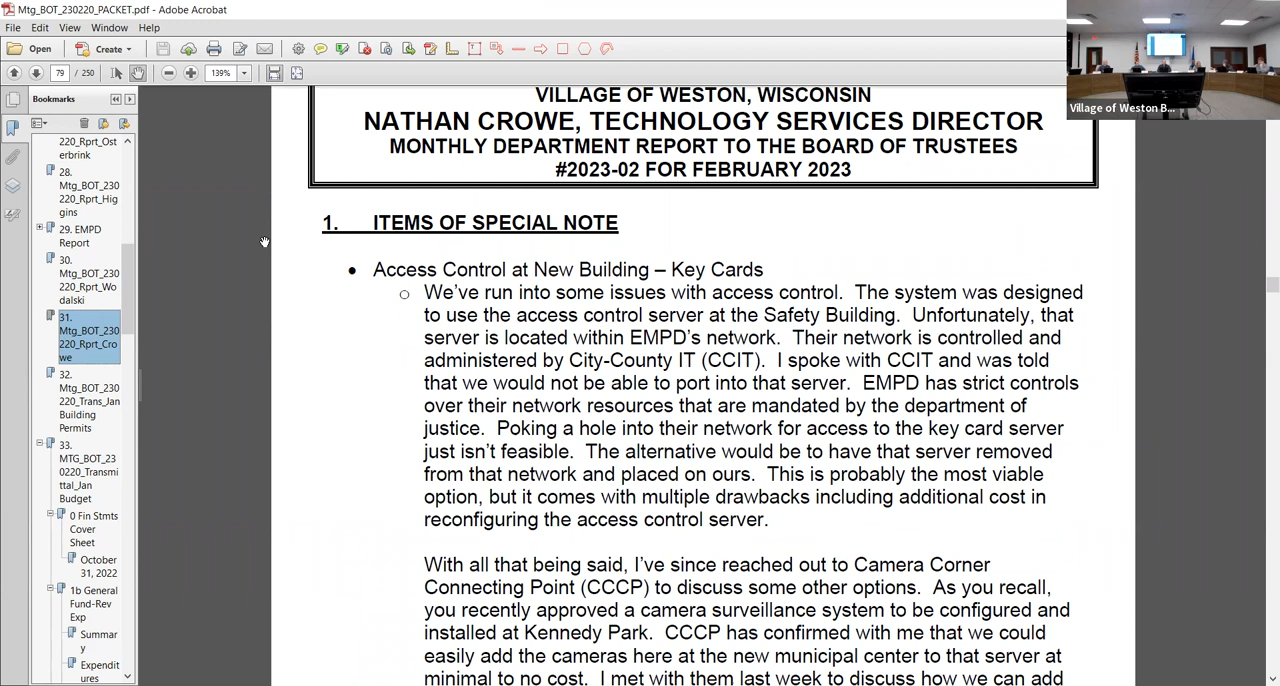 Mtg_BOT_230220_PACKET.pdf - Adobe Acrobat
File Edit View Window Help
Open Create
79 / 250 139%
Village of Weston B...
Bookmarks
220_Rprt_Ost
erbrink
28.
Mtg_BOT_230
220_Rprt_Hig
gins
29. EMPD
Report
30.
Mtg_BOT_230
220_Rprt_Wo
dalski
31.
Mtg_BOT_230
220_Rprt_Cro
we
32.
Mtg_BOT_230
220_Trans_Jan
Building
Permits
33.
MTG_BOT_23
0220_Transmi
ttal_Jan
Budget
0 Fin Stmts
Cover
Sheet
October
31, 2022
1b General
Fund-Rev
Exp
Summar
y
Expendit
ures
VILLAGE OF WESTON, WISCONSIN
NATHAN CROWE, TECHNOLOGY SERVICES DIRECTOR
MONTHLY DEPARTMENT REPORT TO THE BOARD OF TRUSTEES
#2023-02 FOR FEBRUARY 2023
1. ITEMS OF SPECIAL NOTE
• Access Control at New Building – Key Cards
o We've run into some issues with access control. The system was designed
to use the access control server at the Safety Building. Unfortunately, that
server is located within EMPD's network. Their network is controlled and
administered by City-County IT (CCIT). I spoke with CCIT and was told
that we would not be able to port into that server. EMPD has strict controls
over their network resources that are mandated by the department of
justice. Poking a hole into their network for access to the key card server
just isn't feasible. The alternative would be to have that server removed
from that network and placed on ours. This is probably the most viable
option, but it comes with multiple drawbacks including additional cost in
reconfiguring the access control server.
With all that being said, I've since reached out to Camera Corner
Connecting Point (CCCP) to discuss some other options. As you recall,
you recently approved a camera surveillance system to be configured and
installed at Kennedy Park. CCCP has confirmed with me that we could
easily add the cameras here at the new municipal center to that server at
minimal to no cost. I met with them last week to discuss how we can add